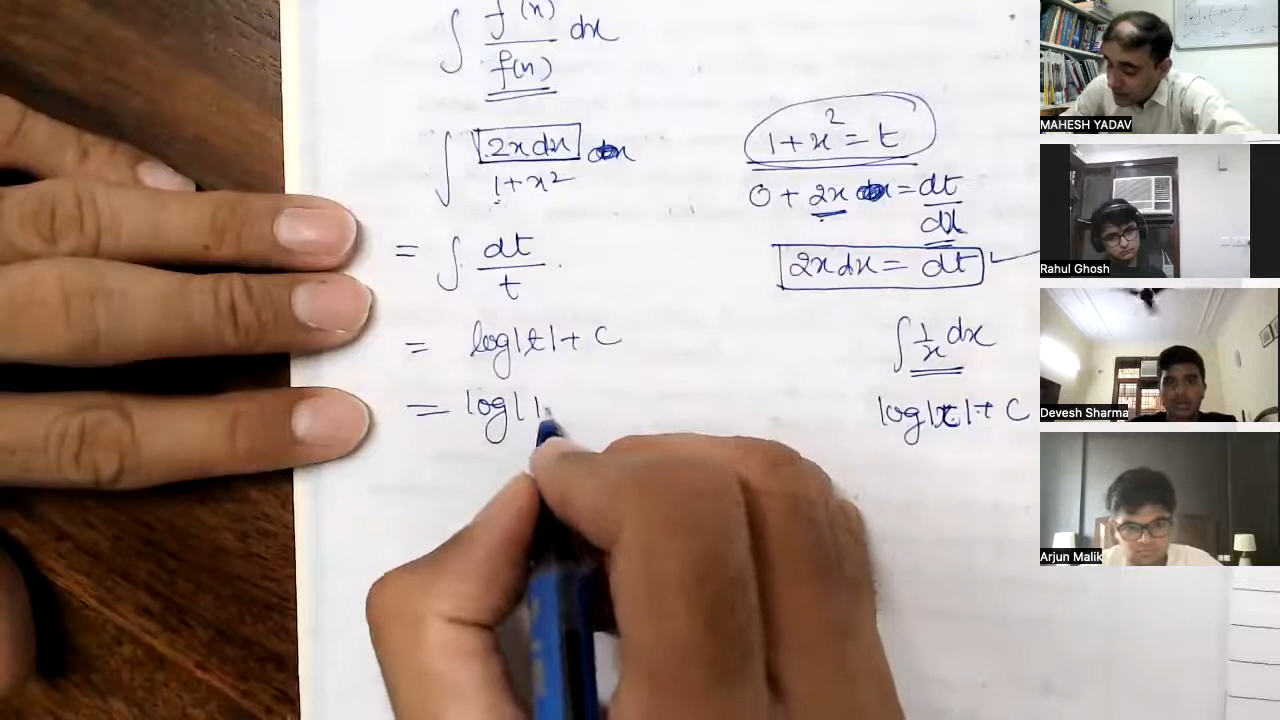 ∫ f'(x)/f(x) dx
∫ 2x dx/1+x²
= ∫ dt/t
= log|t| + C
= log| 1
1+x² = t
0 + 2x = dt/dx
2x dx = dt
∫ 1/x dx
log|x| + C
MAHESH YADAV
Rahul Ghosh
Devesh Sharma
Arjun Malik